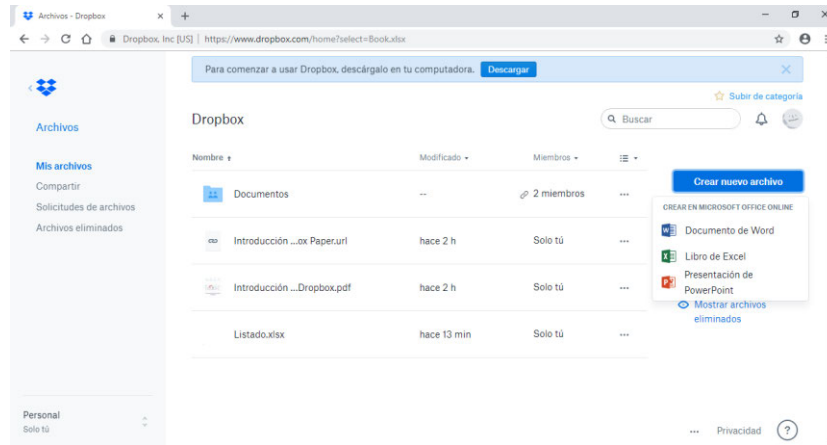 Archivos - Dropbox
Dropbox, Inc [US] | https://www.dropbox.com/home?select=Book.xlsx
Para comenzar a usar Dropbox, descárgalo en tu computadora. Descargar
Subir de categoría
Archivos
Dropbox
Buscar
Mis archivos
Compartir
Solicitudes de archivos
Archivos eliminados
Nombre Modificado Miembros
Documentos -- 2 miembros ...
Introducción ...ox Paper.url hace 2 h Solo tú ...
Introducción ...Dropbox.pdf hace 2 h Solo tú ...
Listado.xlsx hace 13 min Solo tú ...
Crear nuevo archivo
CREAR EN MICROSOFT OFFICE ONLINE
Documento de Word
Libro de Excel
Presentación de
PowerPoint
Mostrar archivos
eliminados
Personal
Solo tú
... Privacidad ?